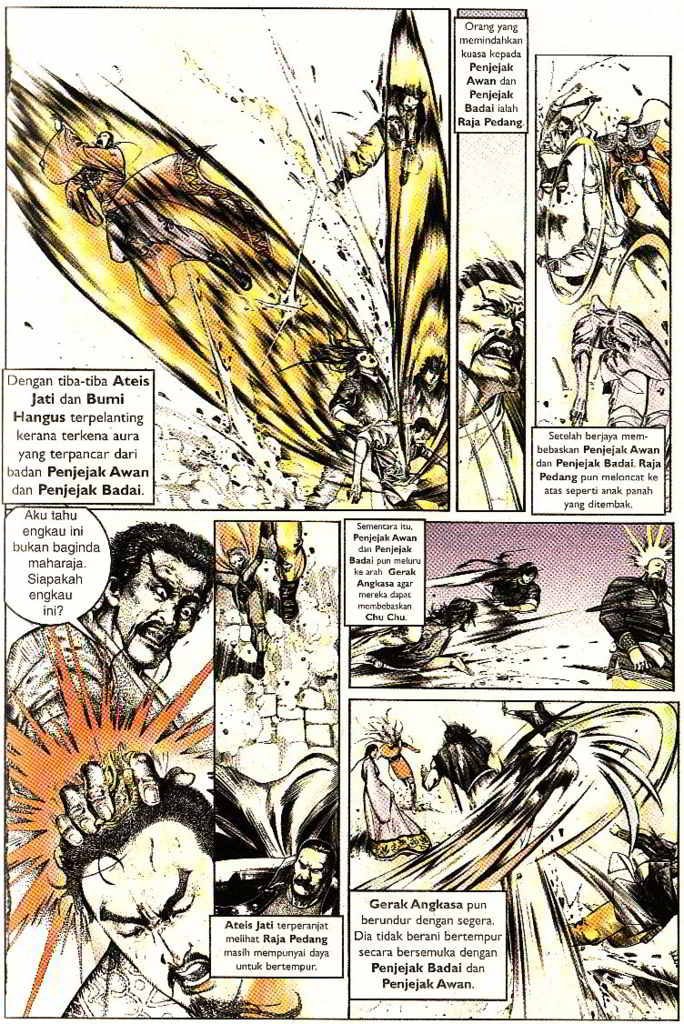 Dengan tiba-tiba Ateis
Jati dan Bumi
Hangus terpelanting
kerana terkena aura
yang terpancar dari
badan Penjejak Awan
dan Penjejak Badai.
Orang yang
memindahkan
kuasa kepada
Penjejak
Awan dan
Penjejak
Badai ialah
Raja Pedang.
Setelah berjaya mem-
bebaskan Penjejak Awan
dan Penjejak Badai. Raja
Pedang pun meloncat ke
atas seperti anak panah
yang ditembak.
Aku tahu
engkau ini
bukan baginda
maharaja.
Siapakah
engkau
ini?
Ateis Jati terperanjat
melihat Raja Pedang
masih mempunyai daya
untuk bertempur.
Sementara itu,
Penjejak Awan
dan Penjejak
Badai pun meluru
ke arah Gerak
Angkasa agar
mereka dapat
membebaskan
Chu Chu.
Gerak Angkasa pun
berundur dengan segera.
Dia tidak berani bertempur
secara bersemuka dengan
Penjejak Badai dan
Penjejak Awan.